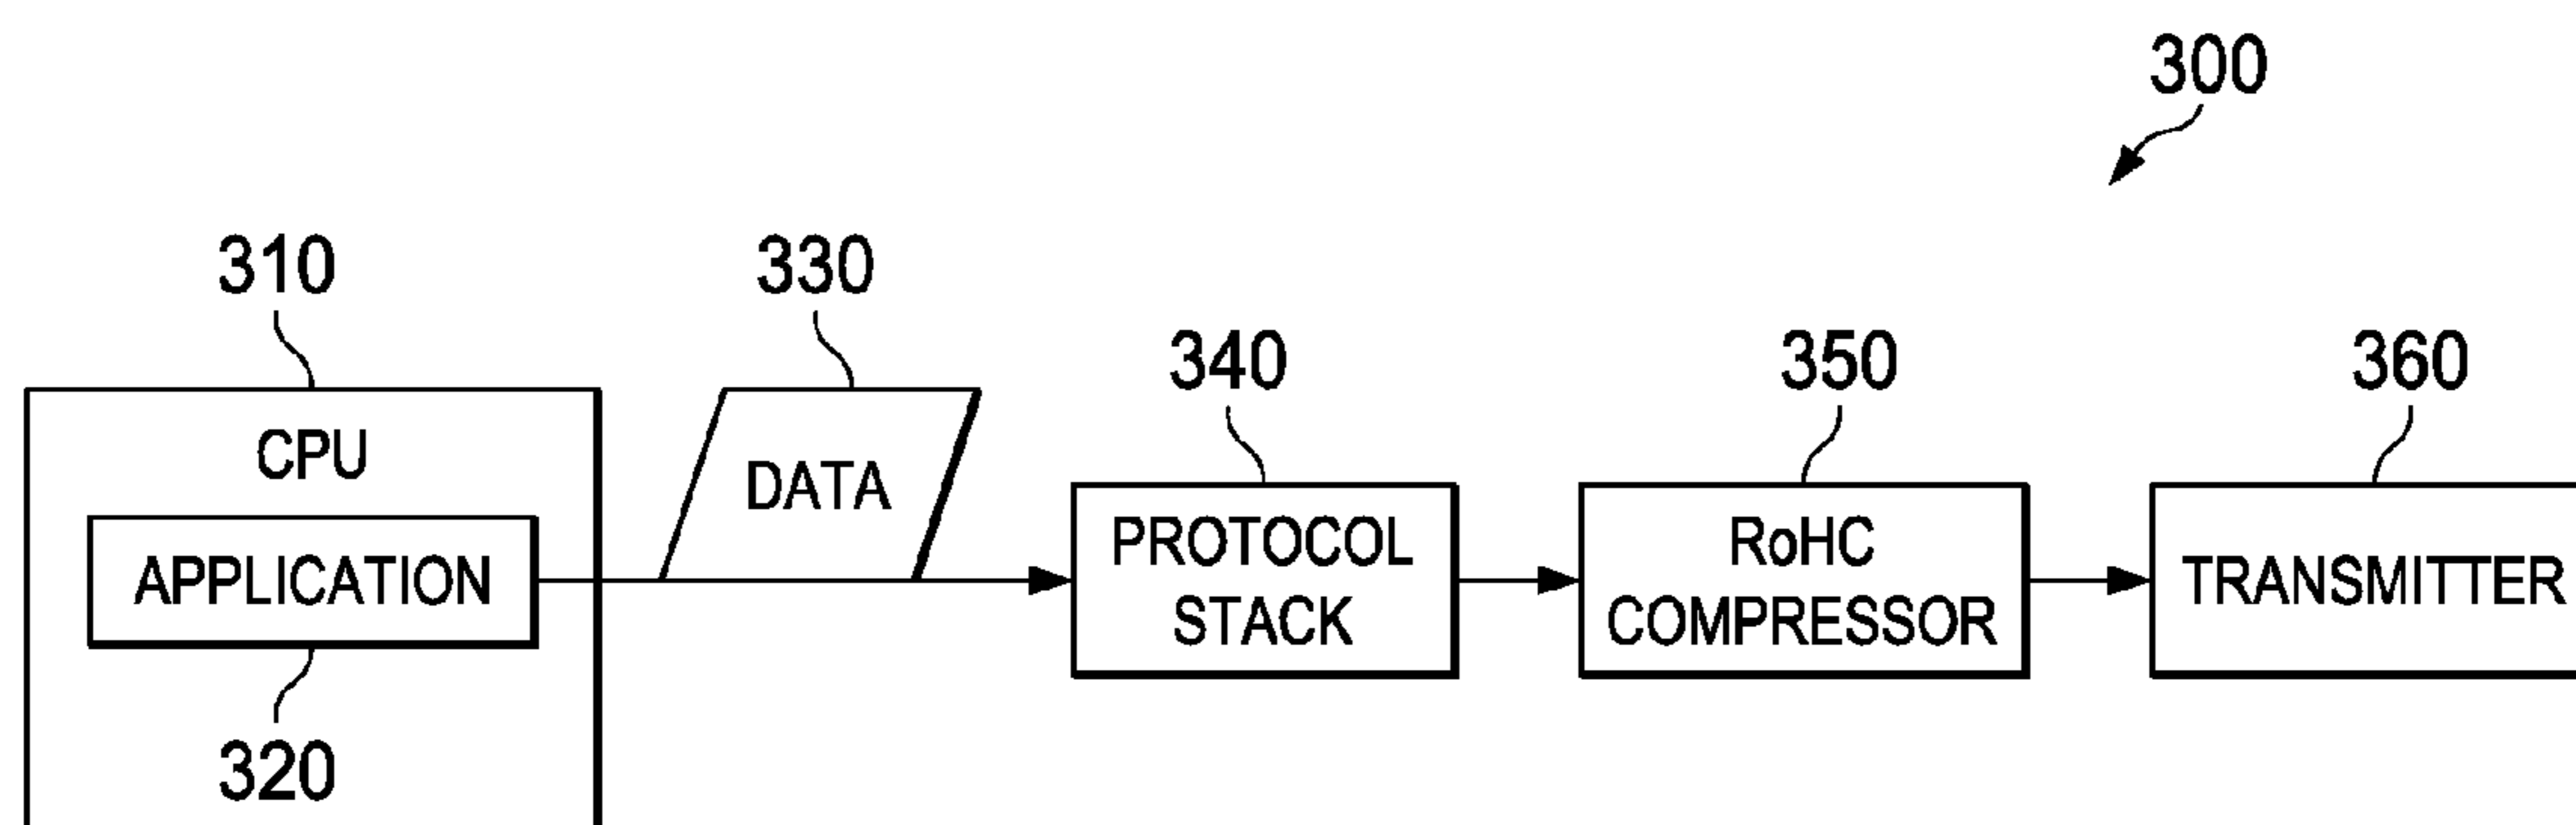 300
310
330
340
350
360
CPU
DATA
APPLICATION
PROTOCOL
STACK
RoHC
COMPRESSOR
TRANSMITTER
320